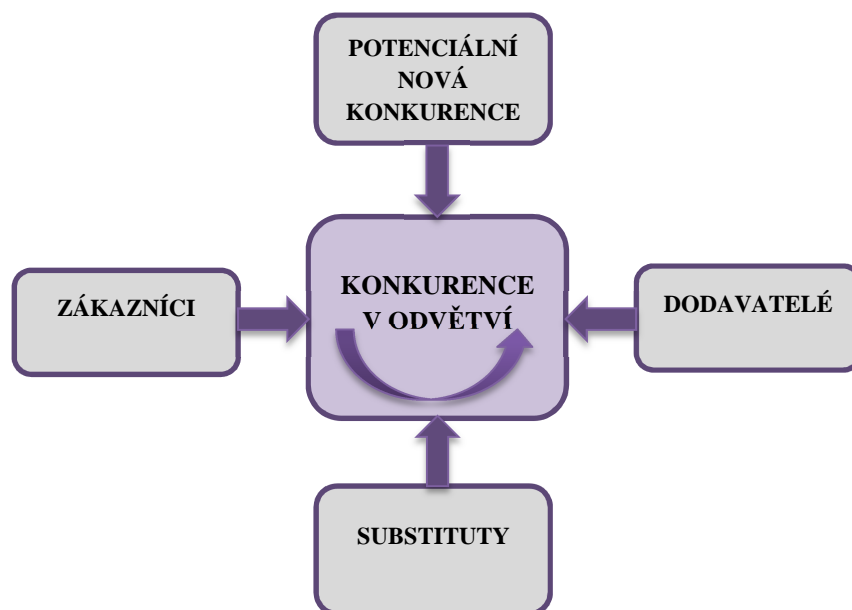 POTENCIÁLNÍ
NOVÁ
KONKURENCE
ZÁKAZNÍCI
KONKURENCE
V ODVĚTVÍ
DODAVATELÉ
SUBSTITUTY